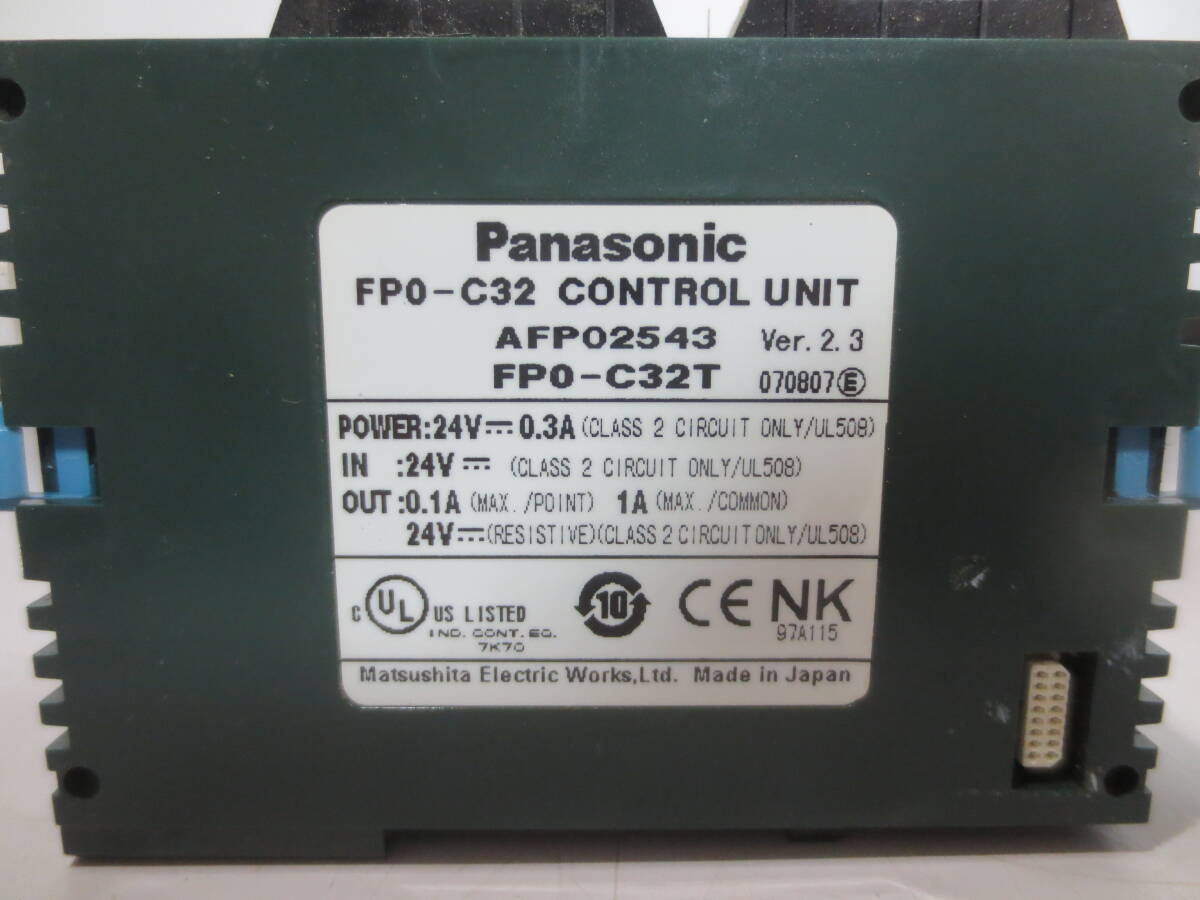 Panasonic
FP0-C32 CONTROL UNIT
AFP02543 Ver. 2.3
FP0-C32T 070807Ⓔ
POWER:24V⎓0.3A (CLASS 2 CIRCUIT ONLY/UL508)
IN :24V⎓ (CLASS 2 CIRCUIT ONLY/UL508)
OUT:0.1A (MAX./POINT) 1A (MAX./COMMON)
24V⎓(RESISTIVE)(CLASS 2 CIRCUIT ONLY/UL508)
C UL US LISTED 10 CE NK
IND. CONT. EQ. 97A115
7K70
Matsushita Electric Works,Ltd. Made in Japan